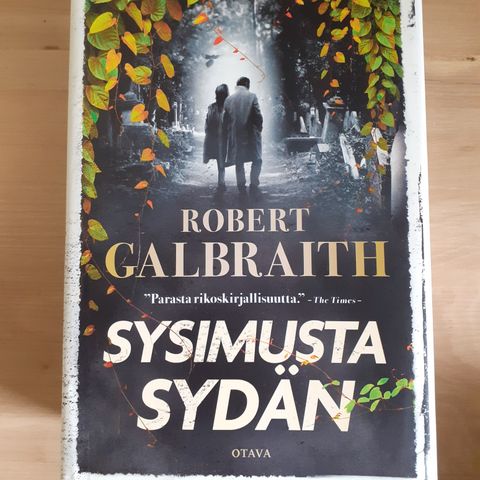 ROBERT
GALBRAITH
”Parasta rikoskirjallisuutta.” – The Times –
SYSIMUSTA
SYDÄN
OTAVA